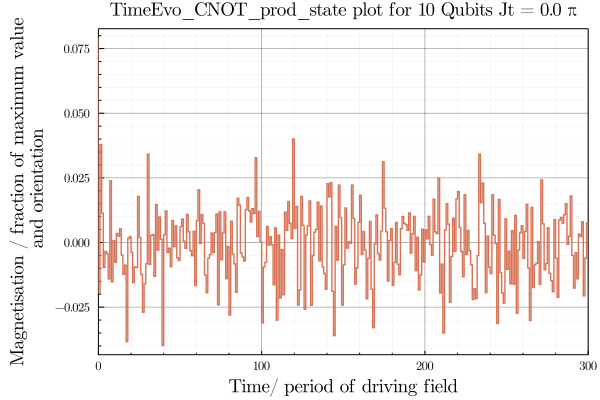 TimeEvo_CNOT_prod_state plot for 10 Qubits Jt = 0.0 π
Magnetisation / fraction of maximum value
and orientation
0.075
0.050
0.025
0.000
−0.025
0
100
200
300
Time/ period of driving field